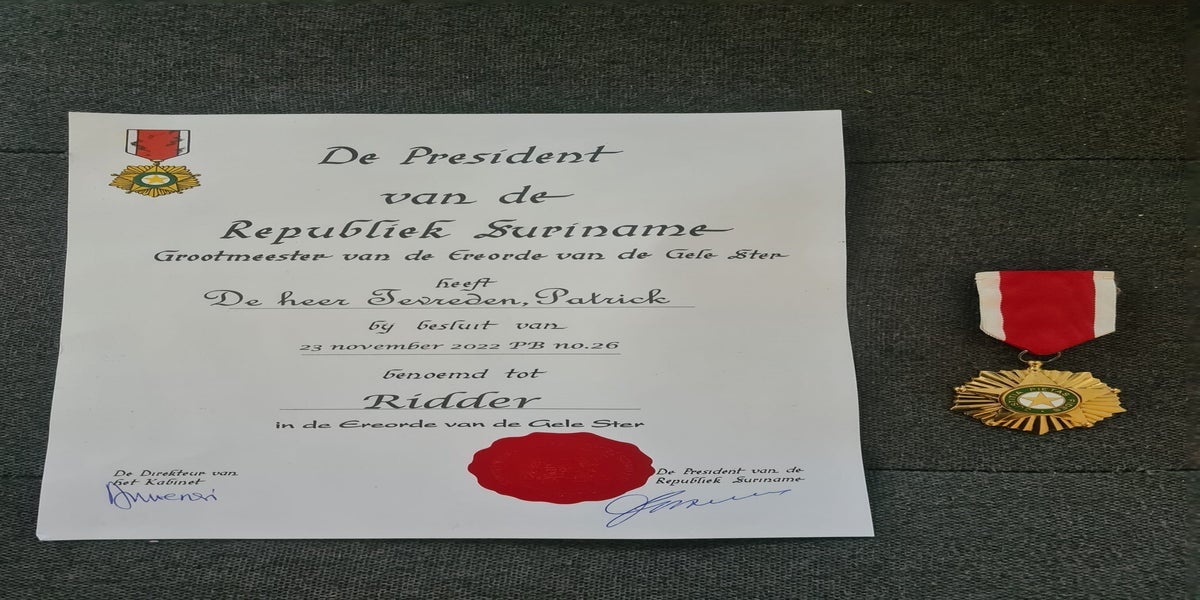 De President
van de
Republiek Suriname
Grootmeester van de Ereorde van de Gele Ster
heeft
De heer Tevreden, Patrick
by besluit van
23 november 2022 PB no.26
benoemd tot
Ridder
in de Ereorde van de Gele Ster
De Direkteur van
het Kabinet
De President van de
Republiek Suriname